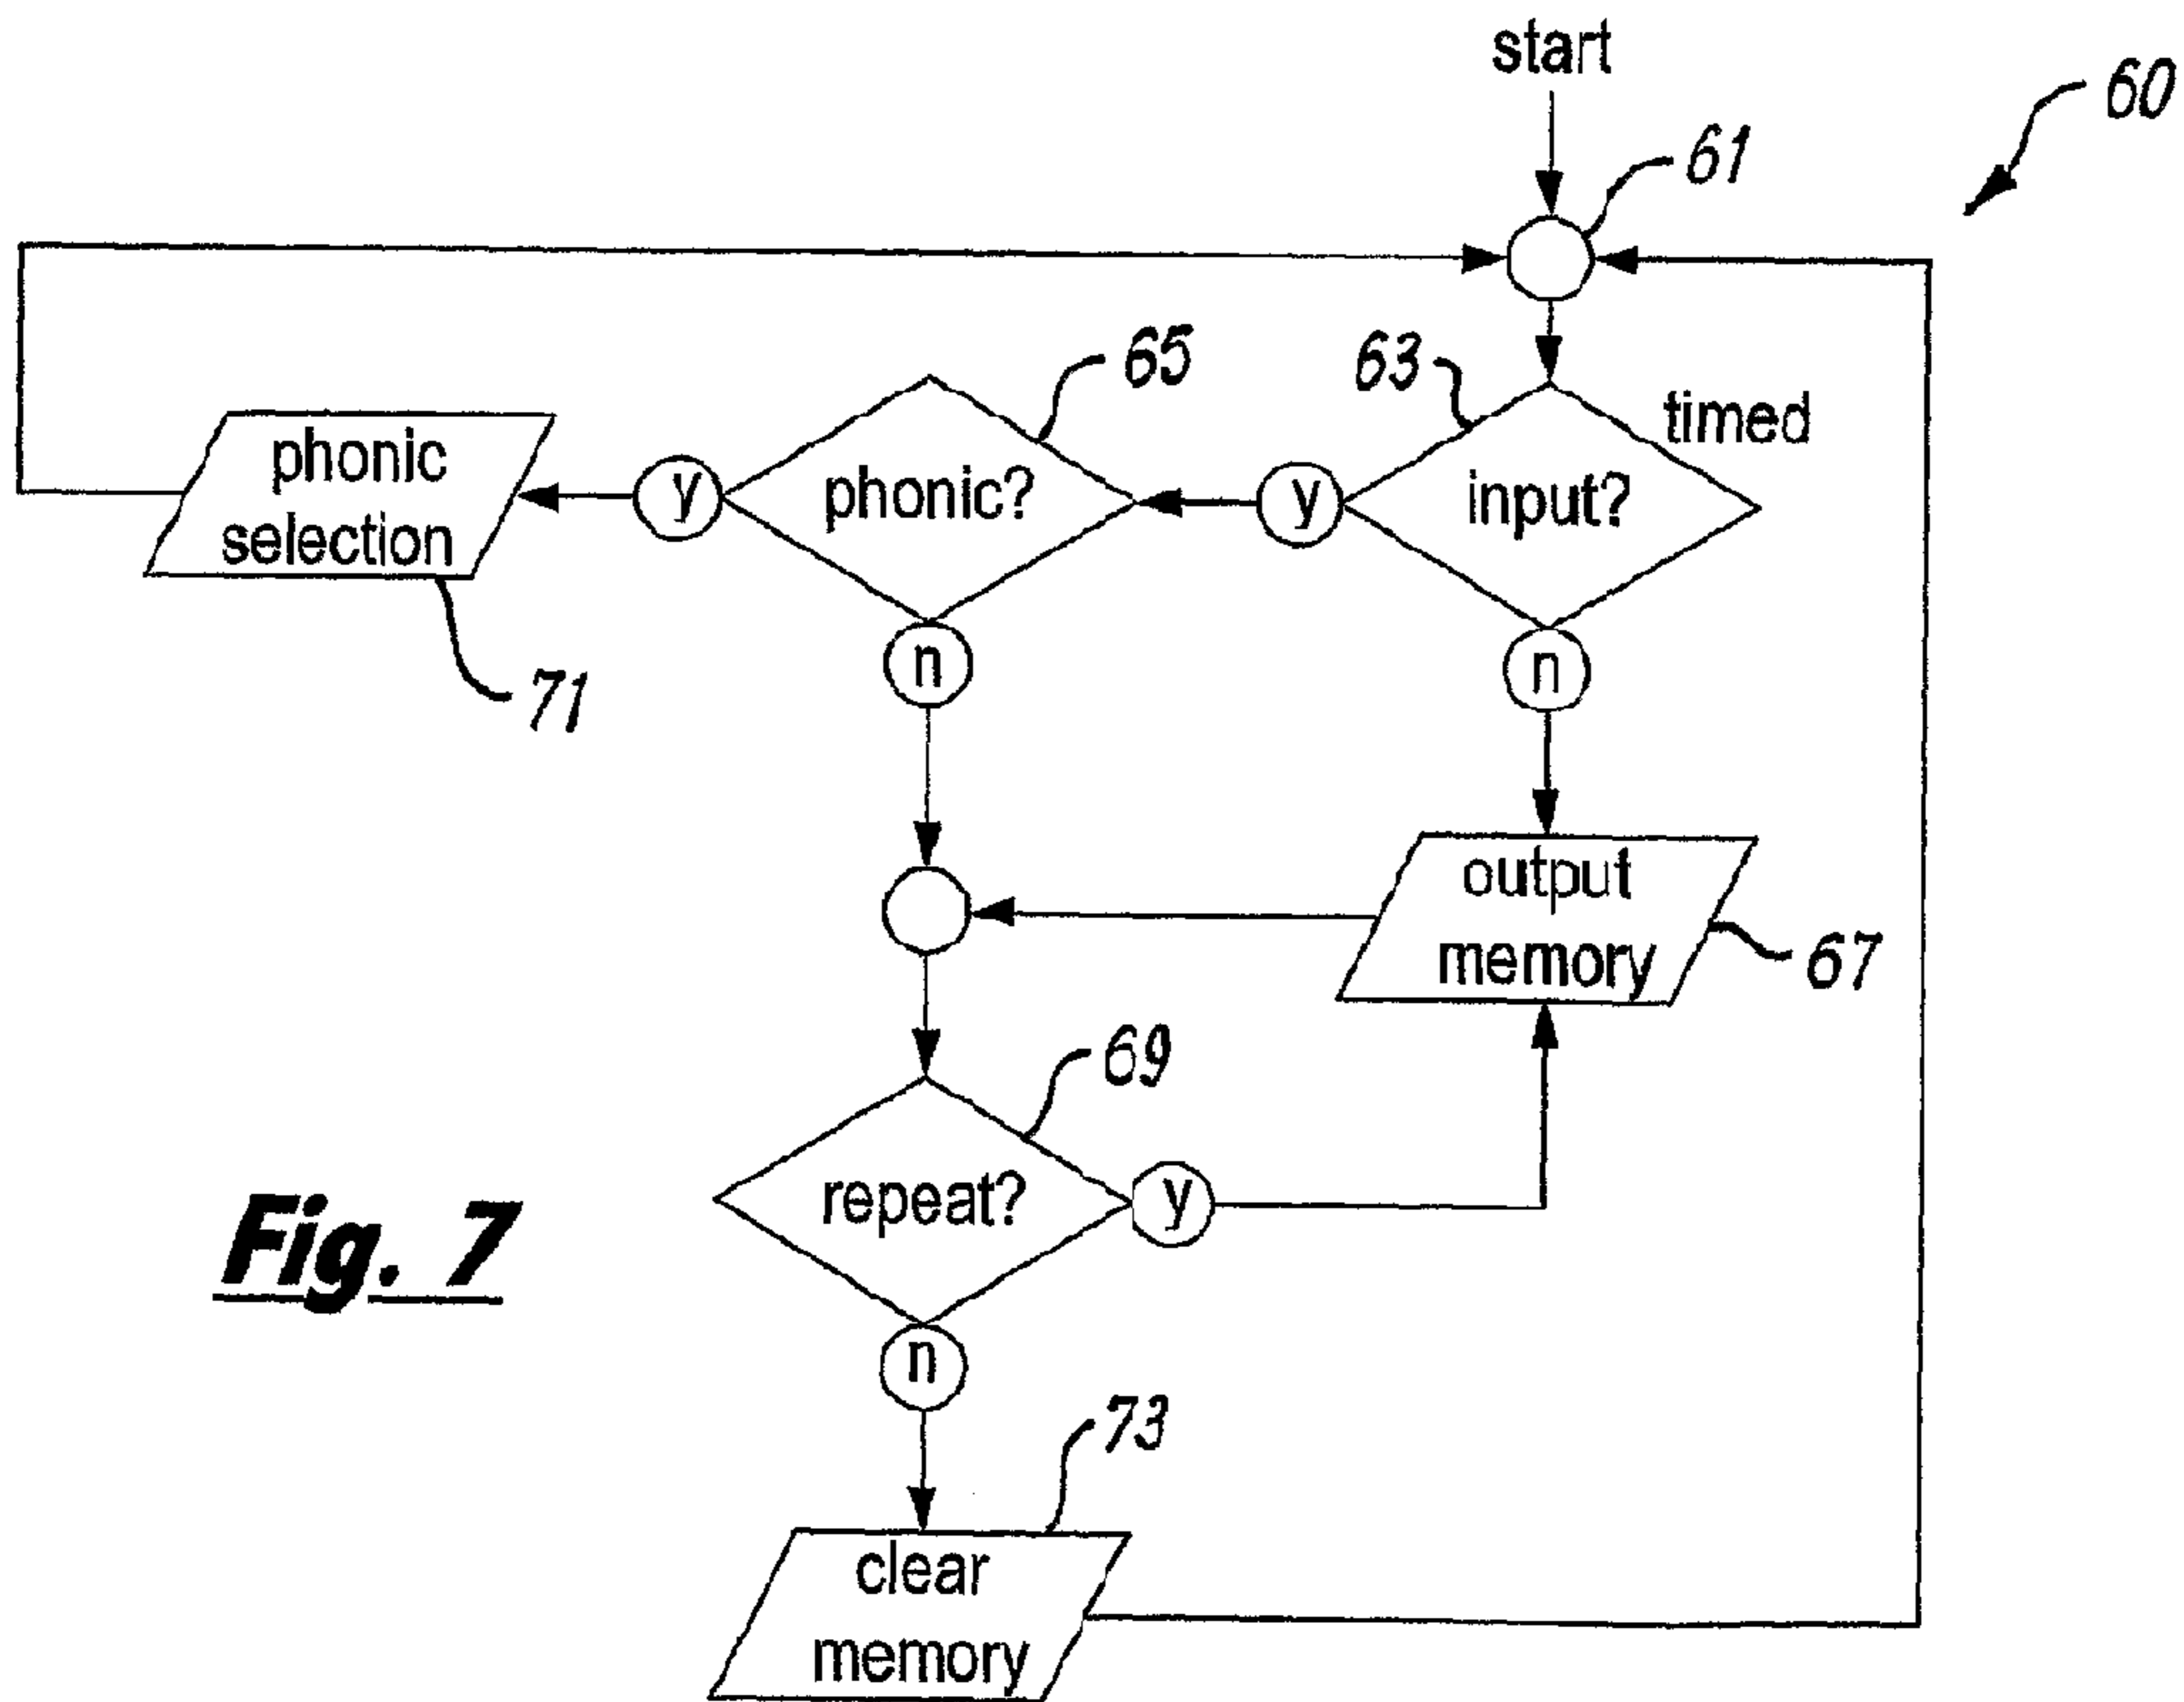 start
60
61
65
63
timed
phonic
selection
y
phonic?
y
input?
71
n
n
output
memory
67
69
repeat?
y
Fig. 7
n
73
clear
memory